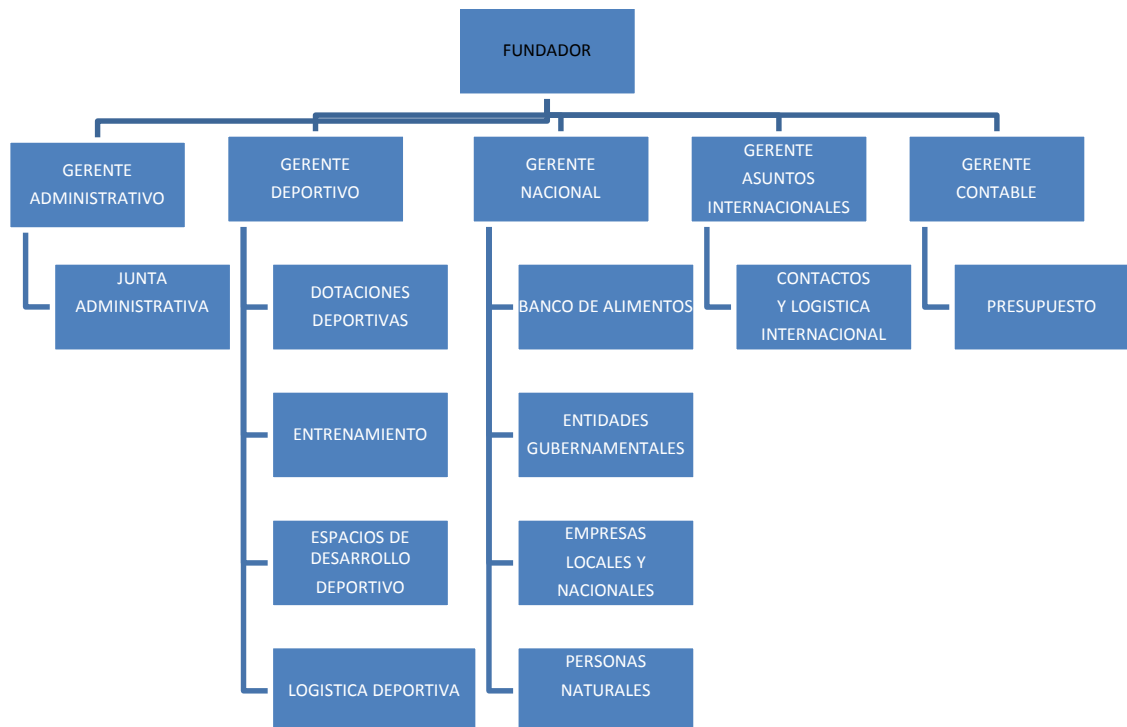 FUNDADOR
GERENTE
ADMINISTRATIVO
GERENTE
DEPORTIVO
GERENTE
NACIONAL
GERENTE
ASUNTOS
INTERNACIONALES
GERENTE
CONTABLE
JUNTA
ADMINISTRATIVA
DOTACIONES
DEPORTIVAS
BANCO DE ALIMENTOS
CONTACTOS
Y LOGISTICA
INTERNACIONAL
PRESUPUESTO
ENTRENAMIENTO
ENTIDADES
GUBERNAMENTALES
ESPACIOS DE
DESARROLLO
DEPORTIVO
EMPRESAS
LOCALES Y
NACIONALES
LOGISTICA DEPORTIVA
PERSONAS
NATURALES